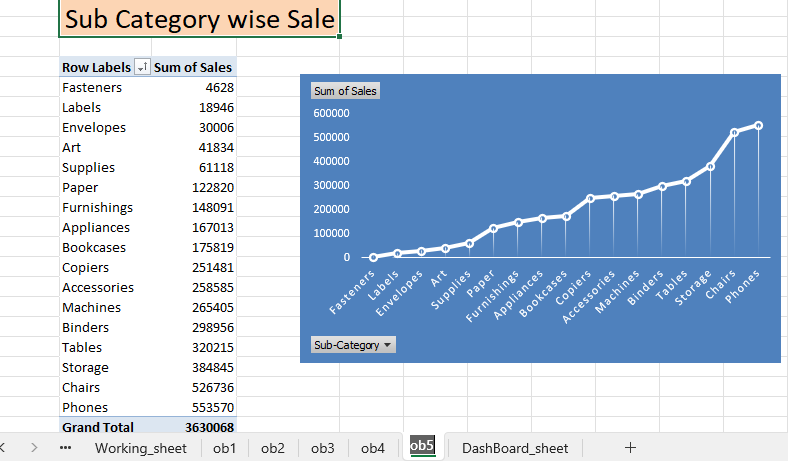 Sub Category wise Sale
Row Labels Sum of Sales
Fasteners 4628
Labels 18946
Envelopes 30006
Art 41834
Supplies 61118
Paper 122820
Furnishings 148091
Appliances 167013
Bookcases 175819
Copiers 251481
Accessories 258585
Machines 265405
Binders 298956
Tables 320215
Storage 384845
Chairs 526736
Phones 553570
Grand Total 3630068
Sum of Sales
600000
500000
400000
300000
200000
100000
0
Fasteners Labels Envelopes Art Supplies Paper Furnishings Appliances Bookcases Copiers Accessories Machines Binders Tables Storage Chairs Phones
Sub-Category
Working_sheet ob1 ob2 ob3 ob4 ob5 DashBoard_sheet